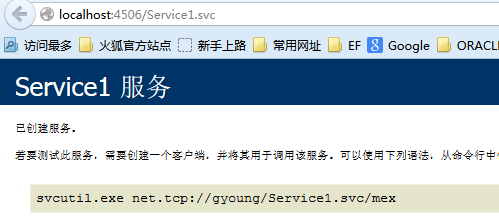 localhost:4506/Service1.svc
访问最多 火狐官方站点 新手上路 常用网址 EF Google ORACLE
Service1 服务
已创建服务。
若要测试此服务，需要创建一个客户端，并将其用于调用该服务。可以使用下列语法，从命令行中
svcutil.exe net.tcp://gyoung/Service1.svc/mex